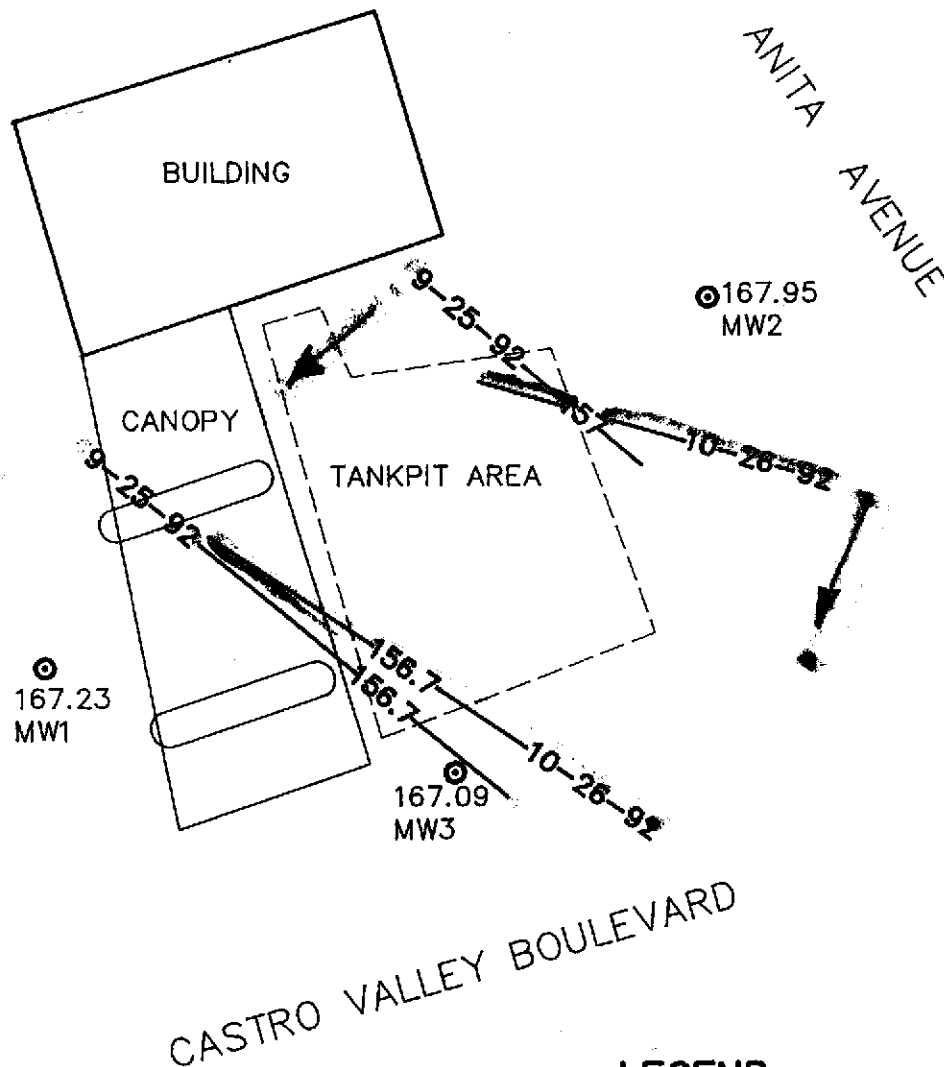 ANITA
AVENUE
BUILDING
9-25-92
167.95
MW2
CANOPY
157
10-26-92
9-25-92
TANKPIT AREA
156.7
156.7
167.23
MW1
10-26-92
167.09
MW3
CASTRO VALLEY BOULEVARD